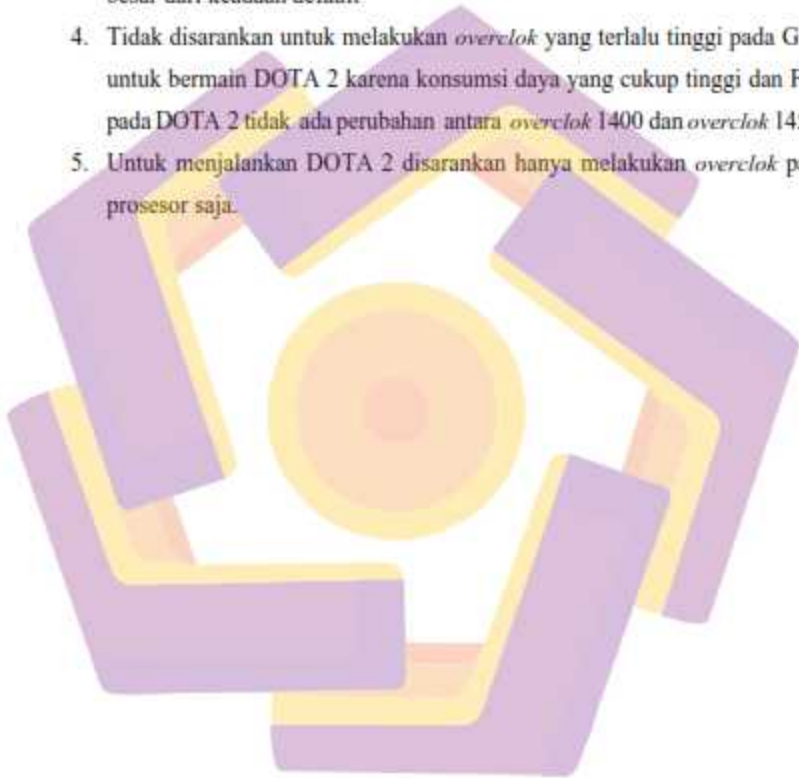 4. Tidak disarankan untuk melakukan overclok yang terlalu tinggi pada G
untuk bermain DOTA 2 karena konsumsi daya yang cukup tinggi dan F
pada DOTA 2 tidak ada perubahan antara overclok 1400 dan overclok 14
5. Untuk menjalankan DOTA 2 disarankan hanya melakukan overclok p
prosesor saja.